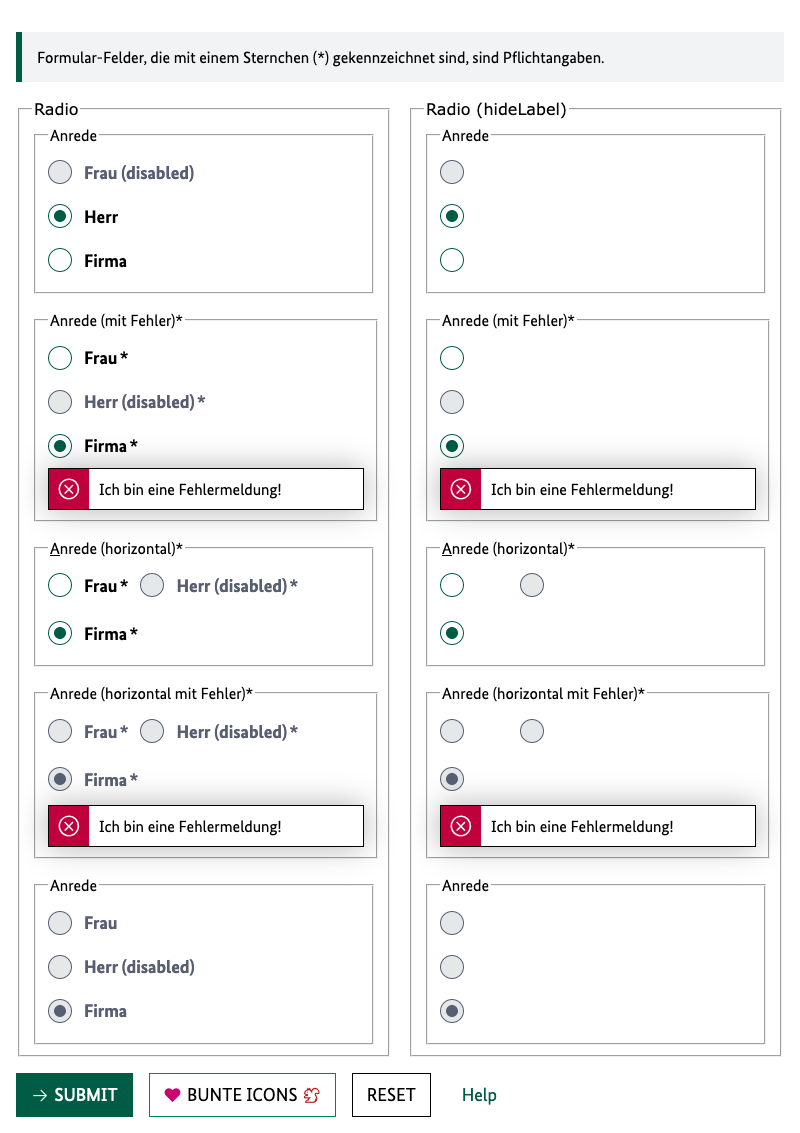 Formular-Felder, die mit einem Sternchen (*) gekennzeichnet sind, sind Pflichtangaben.
Radio
Anrede
Frau (disabled)
Herr
Firma
Anrede (mit Fehler)*
Frau *
Herr (disabled) *
Firma *
Ich bin eine Fehlermeldung!
Anrede (horizontal)*
Frau * Herr (disabled) *
Firma *
Anrede (horizontal mit Fehler)*
Frau * Herr (disabled) *
Firma *
Ich bin eine Fehlermeldung!
Anrede
Frau
Herr (disabled)
Firma
Radio (hideLabel)
Anrede
Anrede (mit Fehler)*
Ich bin eine Fehlermeldung!
Anrede (horizontal)*
Anrede (horizontal mit Fehler)*
Ich bin eine Fehlermeldung!
Anrede
SUBMIT BUNTE ICONS RESET Help